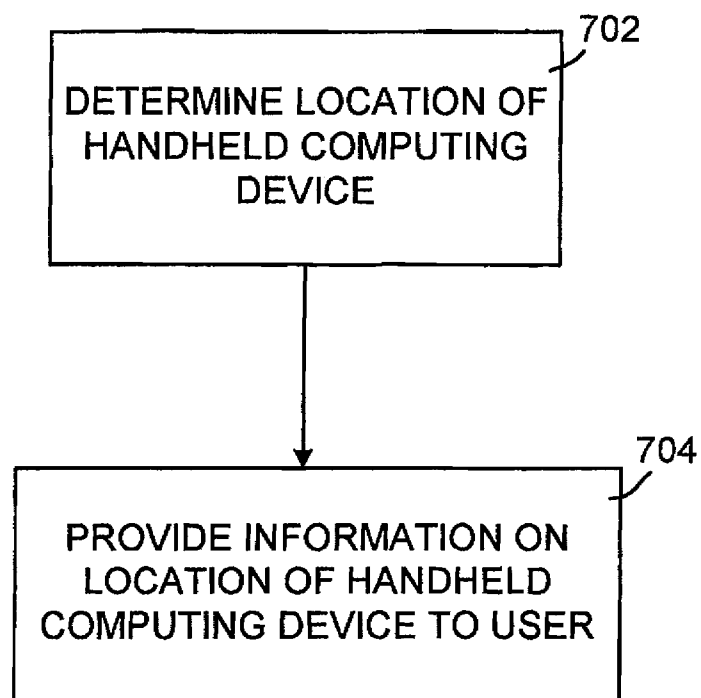 702
DETERMINE LOCATION OF
HANDHELD COMPUTING
DEVICE
704
PROVIDE INFORMATION ON
LOCATION OF HANDHELD
COMPUTING DEVICE TO USER